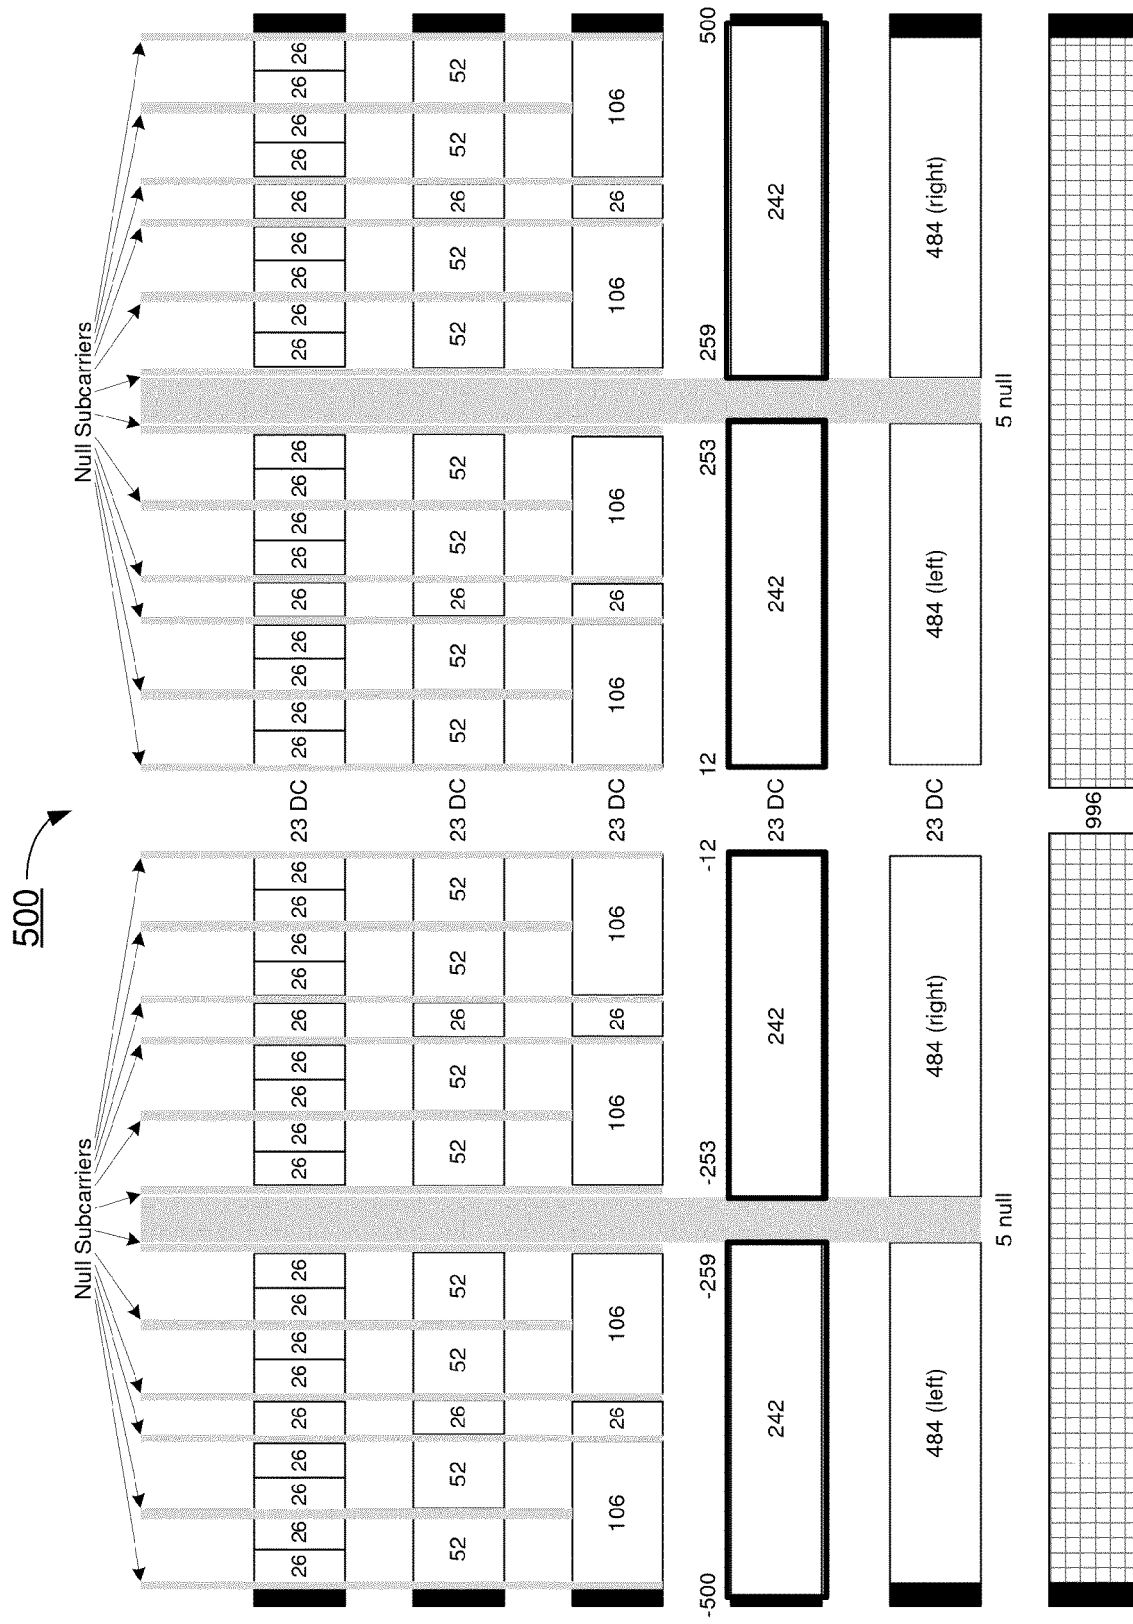 500
Null Subcarriers Null Subcarriers
26 26 26 26 26 26 26 26 26 26 26 26 26 26 26 26 26 26 23 DC 26 26 26 26 26 26 26 26 26 26 26 26 26 26 26 26 26 26
52 52 26 52 52 52 52 26 52 52 23 DC 52 52 26 52 52 52 52 26 52 52
106 26 106 106 26 106 23 DC 106 26 106 106 26 106
-500 -259 -253 -12 12 253 259 500
242 242 23 DC 242 242
484 (left) 484 (right) 23 DC 484 (left) 484 (right)
5 null 5 null
996